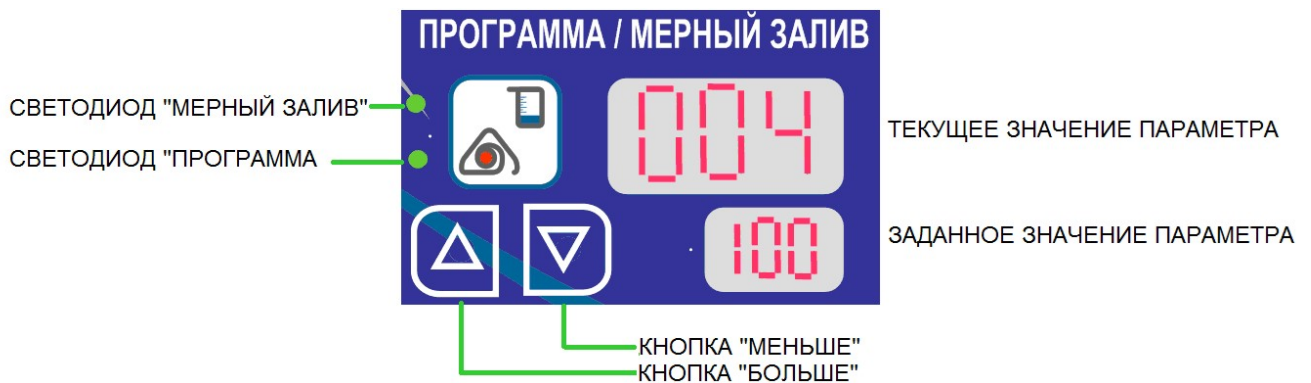 ПРОГРАММА / МЕРНЫЙ ЗАЛИВ
СВЕТОДИОД "МЕРНЫЙ ЗАЛИВ"
004
ТЕКУЩЕЕ ЗНАЧЕНИЕ ПАРАМЕТРА
СВЕТОДИОД "ПРОГРАММА
100
ЗАДАННОЕ ЗНАЧЕНИЕ ПАРАМЕТРА
КНОПКА "МЕНЬШЕ"
КНОПКА "БОЛЬШЕ"